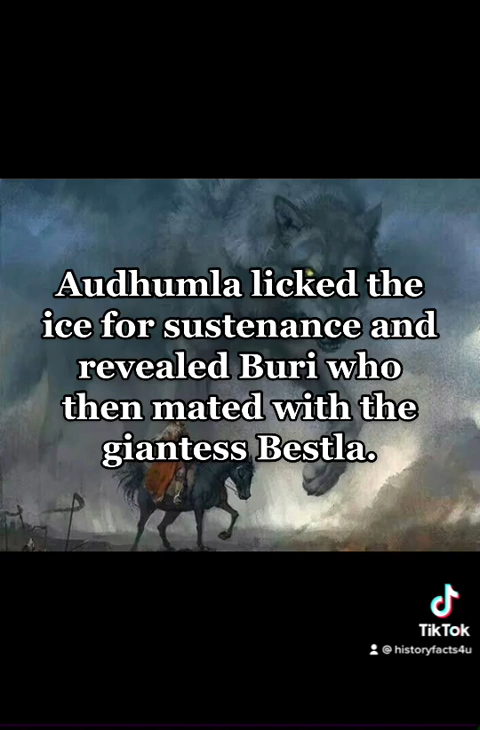 Audhumla licked the
ice for sustenance and
revealed Buri who
then mated with the
giantess Bestla.
TikTok
@ historyfacts4u